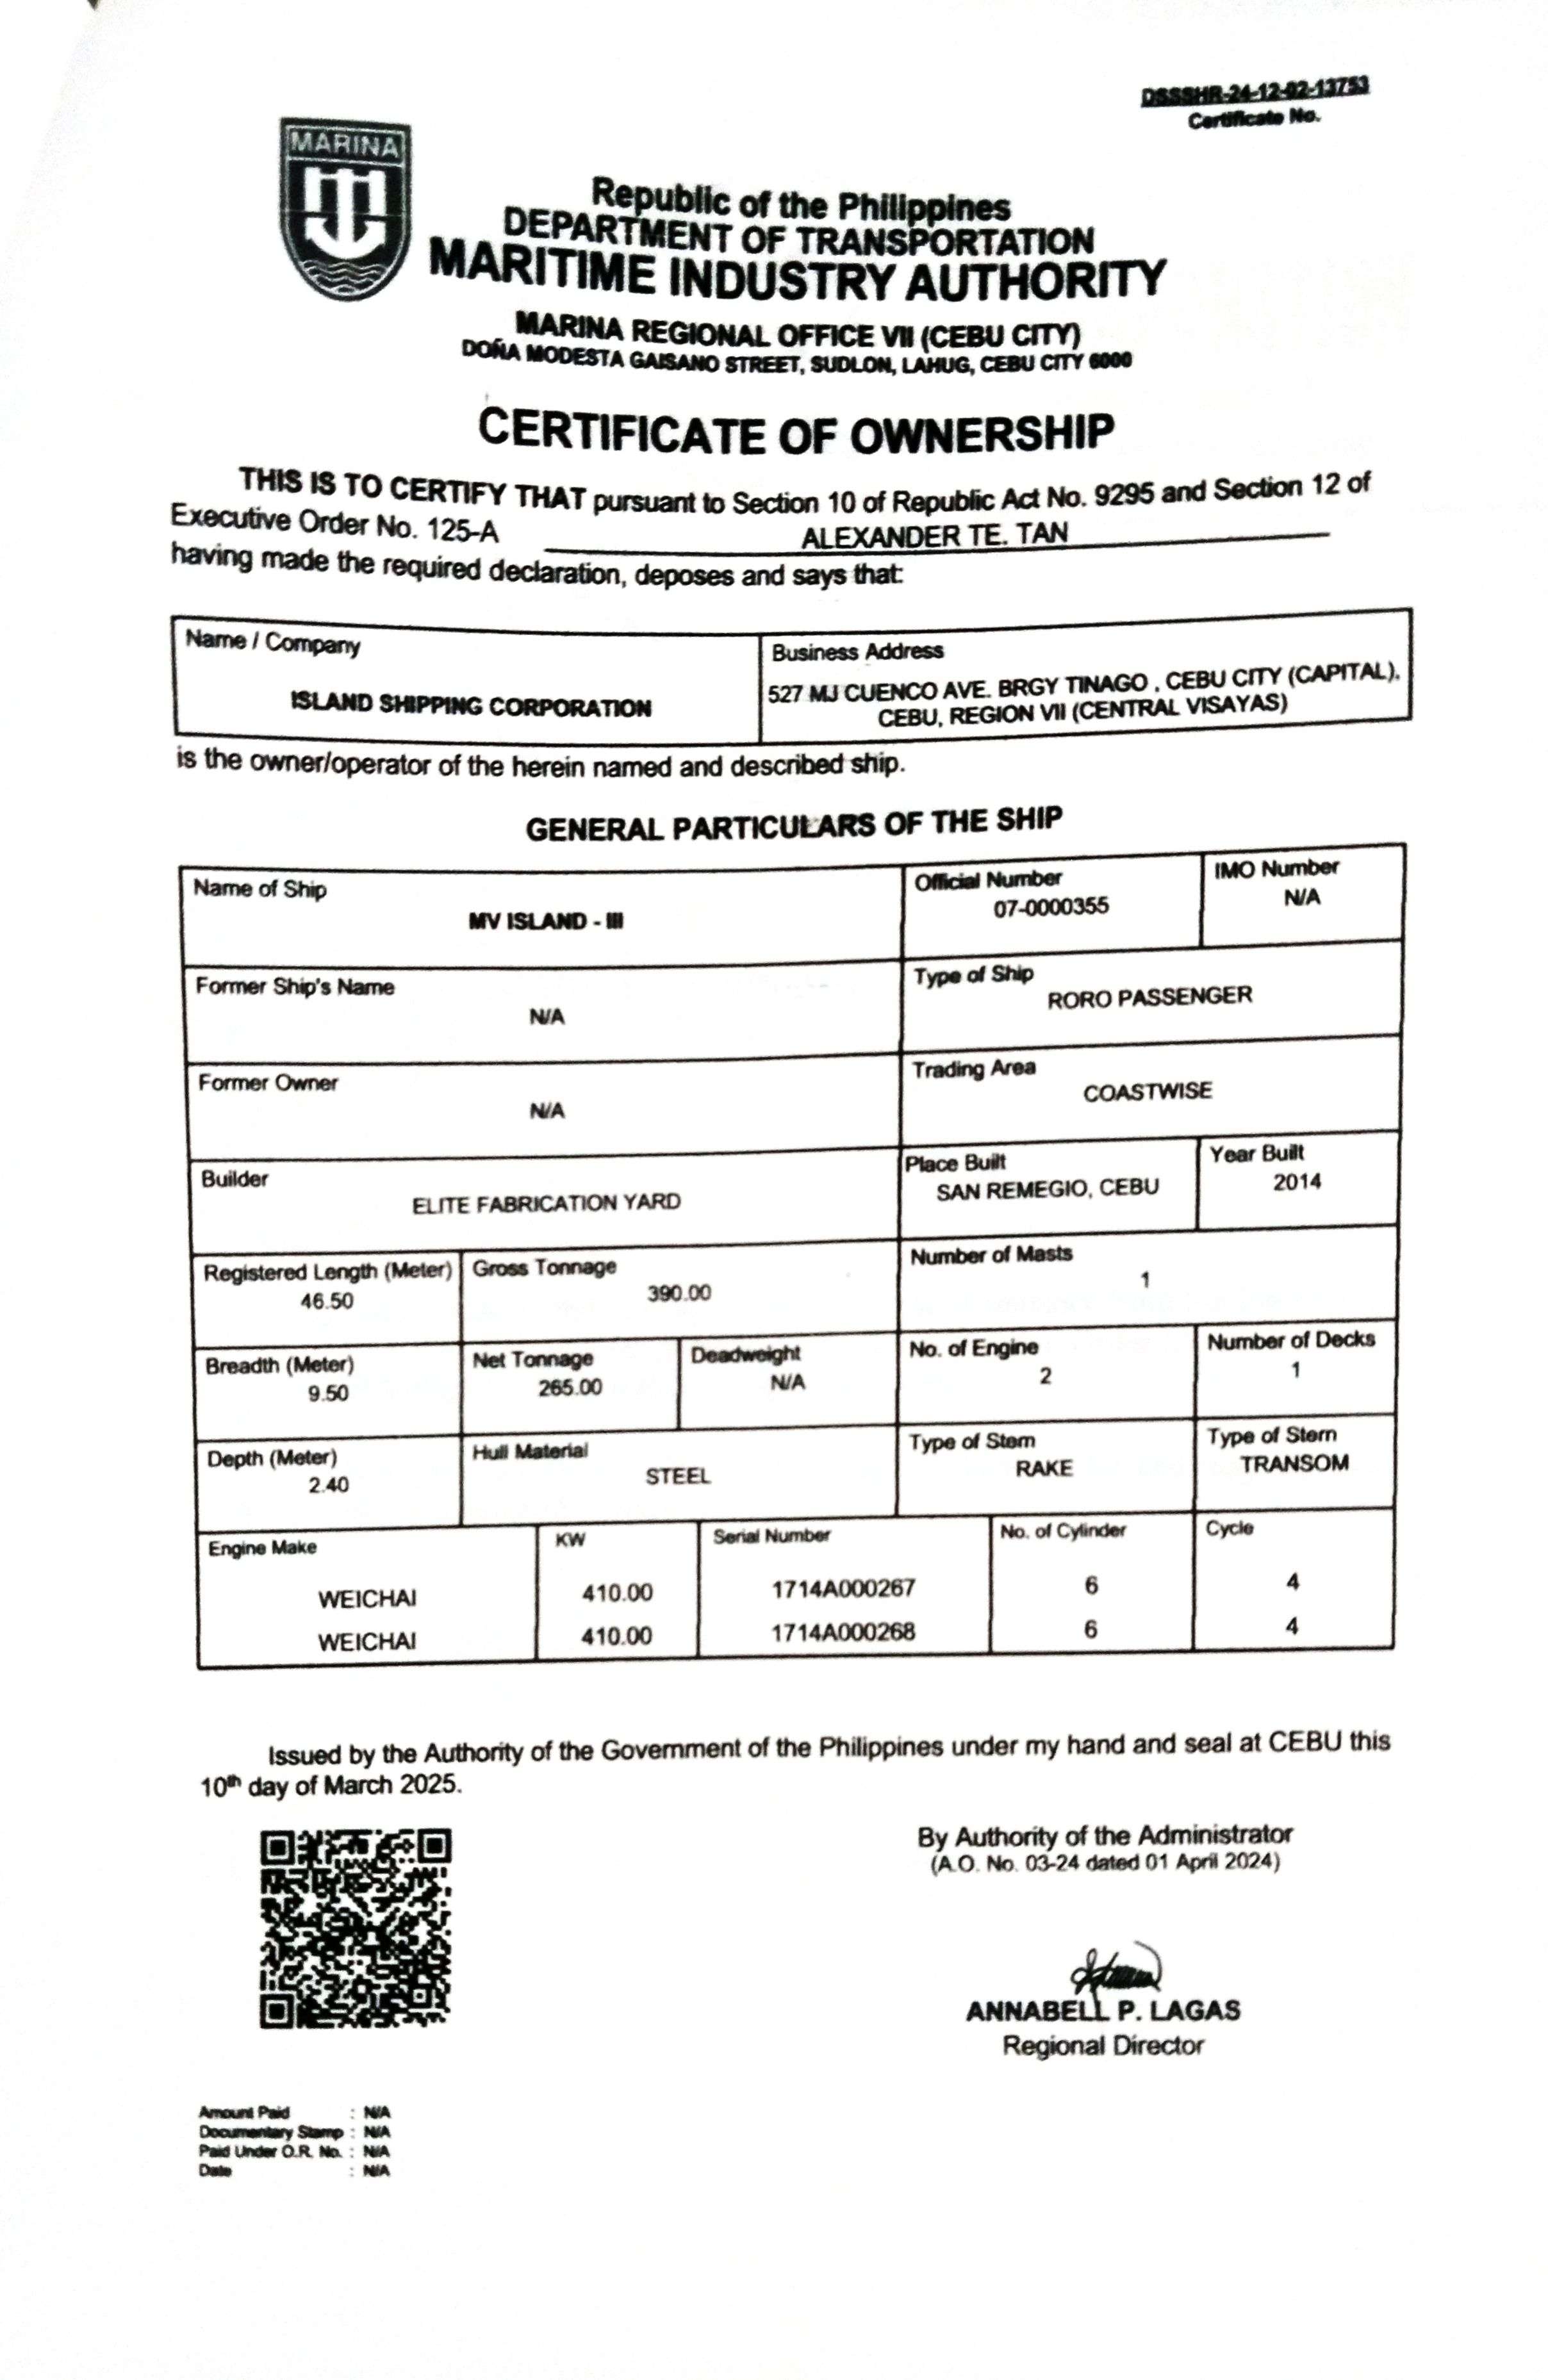 DSSSHR-24-12-02-13753
Certificate No.
MARINA
Republic of the Philippines
DEPARTMENT OF TRANSPORTATION
MARITIME INDUSTRY AUTHORITY
MARINA REGIONAL OFFICE VII (CEBU CITY)
DOÑA MODESTA GAISANO STREET, SUDLON, LAHUG, CEBU CITY 6000
CERTIFICATE OF OWNERSHIP
THIS IS TO CERTIFY THAT pursuant to Section 10 of Republic Act No. 9295 and Section 12 of
Executive Order No. 125-A ALEXANDER TE. TAN
having made the required declaration, deposes and says that:
Name / Company
ISLAND SHIPPING CORPORATION
Business Address
527 MJ CUENCO AVE. BRGY TINAGO , CEBU CITY (CAPITAL),
CEBU, REGION VII (CENTRAL VISAYAS)
is the owner/operator of the herein named and described ship.
GENERAL PARTICULARS OF THE SHIP
Name of Ship
MV ISLAND - III
Official Number
07-0000355
IMO Number
N/A
Former Ship's Name
N/A
Type of Ship
RORO PASSENGER
Former Owner
N/A
Trading Area
COASTWISE
Builder
ELITE FABRICATION YARD
Place Built
SAN REMEGIO, CEBU
Year Built
2014
Registered Length (Meter)
46.50
Gross Tonnage
390.00
Number of Masts
1
Breadth (Meter)
9.50
Net Tonnage
265.00
Deadweight
N/A
No. of Engine
2
Number of Decks
1
Depth (Meter)
2.40
Hull Material
STEEL
Type of Stem
RAKE
Type of Stern
TRANSOM
Engine Make KW Serial Number No. of Cylinder Cycle
WEICHAI 410.00 1714A000267 6 4
WEICHAI 410.00 1714A000268 6 4
Issued by the Authority of the Government of the Philippines under my hand and seal at CEBU this
10th day of March 2025.
By Authority of the Administrator
(A.O. No. 03-24 dated 01 April 2024)
ANNABELL P. LAGAS
Regional Director
Amount Paid : N/A
Documentary Stamp : N/A
Paid Under O.R. No. : N/A
Date : N/A